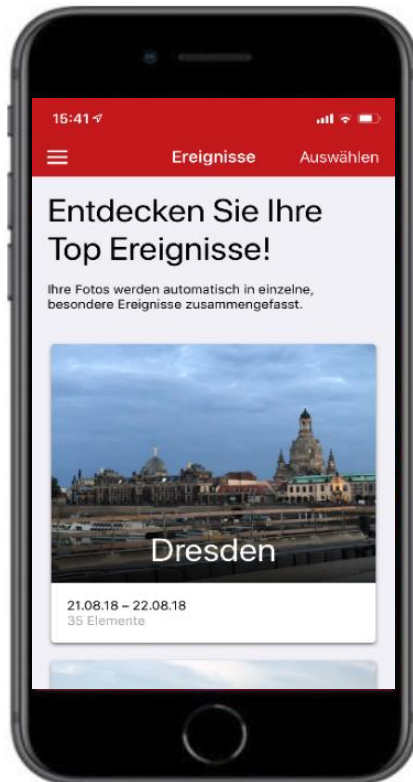 15:41
Ereignisse
Auswählen
Entdecken Sie Ihre
Top Ereignisse!
Ihre Fotos werden automatisch in einzelne,
besondere Ereignisse zusammengefasst.
Dresden
21.08.18 – 22.08.18
35 Elemente